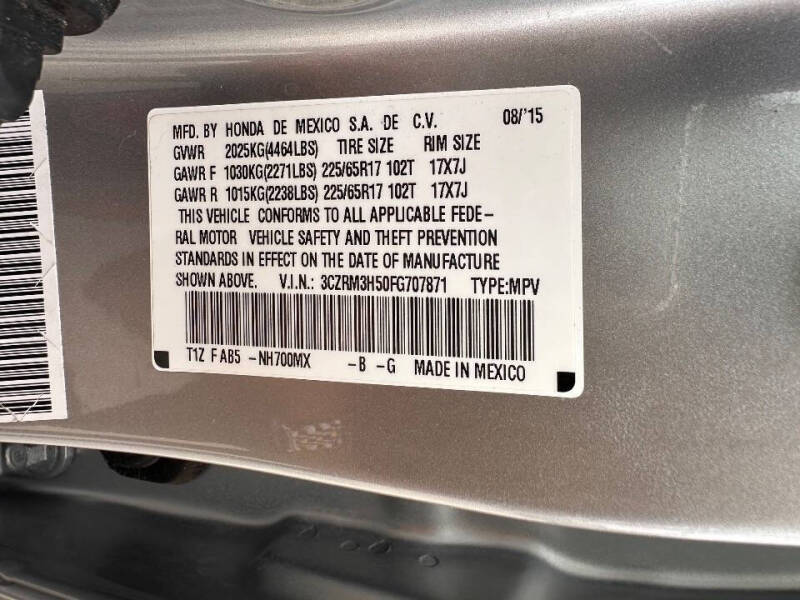 MFD. BY HONDA DE MEXICO S.A. DE C.V. 08/'15
GVWR 2025KG(4464LBS) TIRE SIZE RIM SIZE
GAWR F 1030KG(2271LBS) 225/65R17 102T 17X7J
GAWR R 1015KG(2238LBS) 225/65R17 102T 17X7J
THIS VEHICLE CONFORMS TO ALL APPLICABLE FEDE-
RAL MOTOR VEHICLE SAFETY AND THEFT PREVENTION
STANDARDS IN EFFECT ON THE DATE OF MANUFACTURE
SHOWN ABOVE. V.I.N.: 3CZRM3H50FG707871 TYPE:MPV
T1Z F AB5 -NH700MX -B -G MADE IN MEXICO